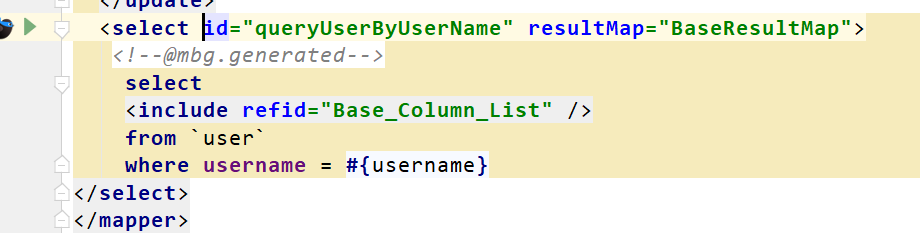 </update>
<select id="queryUserByUserName" resultMap="BaseResultMap">
<!--@mbg.generated-->
select
<include refid="Base_Column_List" />
from `user`
where username = #{username}
</select>
</mapper>